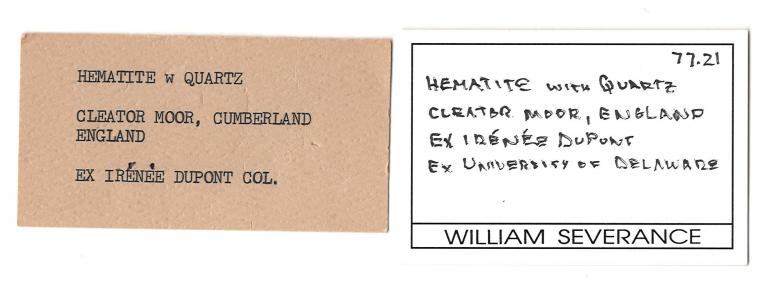 HEMATITE w QUARTZ
CLEATOR MOOR, CUMBERLAND
ENGLAND
EX IRÉNÉE DUPONT COL.
77.21
HEMATITE WITH QUARTZ
CLEATOR MOOR, ENGLAND
EX IRÉNÉE DUPONT
EX UNIVERSITY OF DELAWARE
WILLIAM SEVERANCE